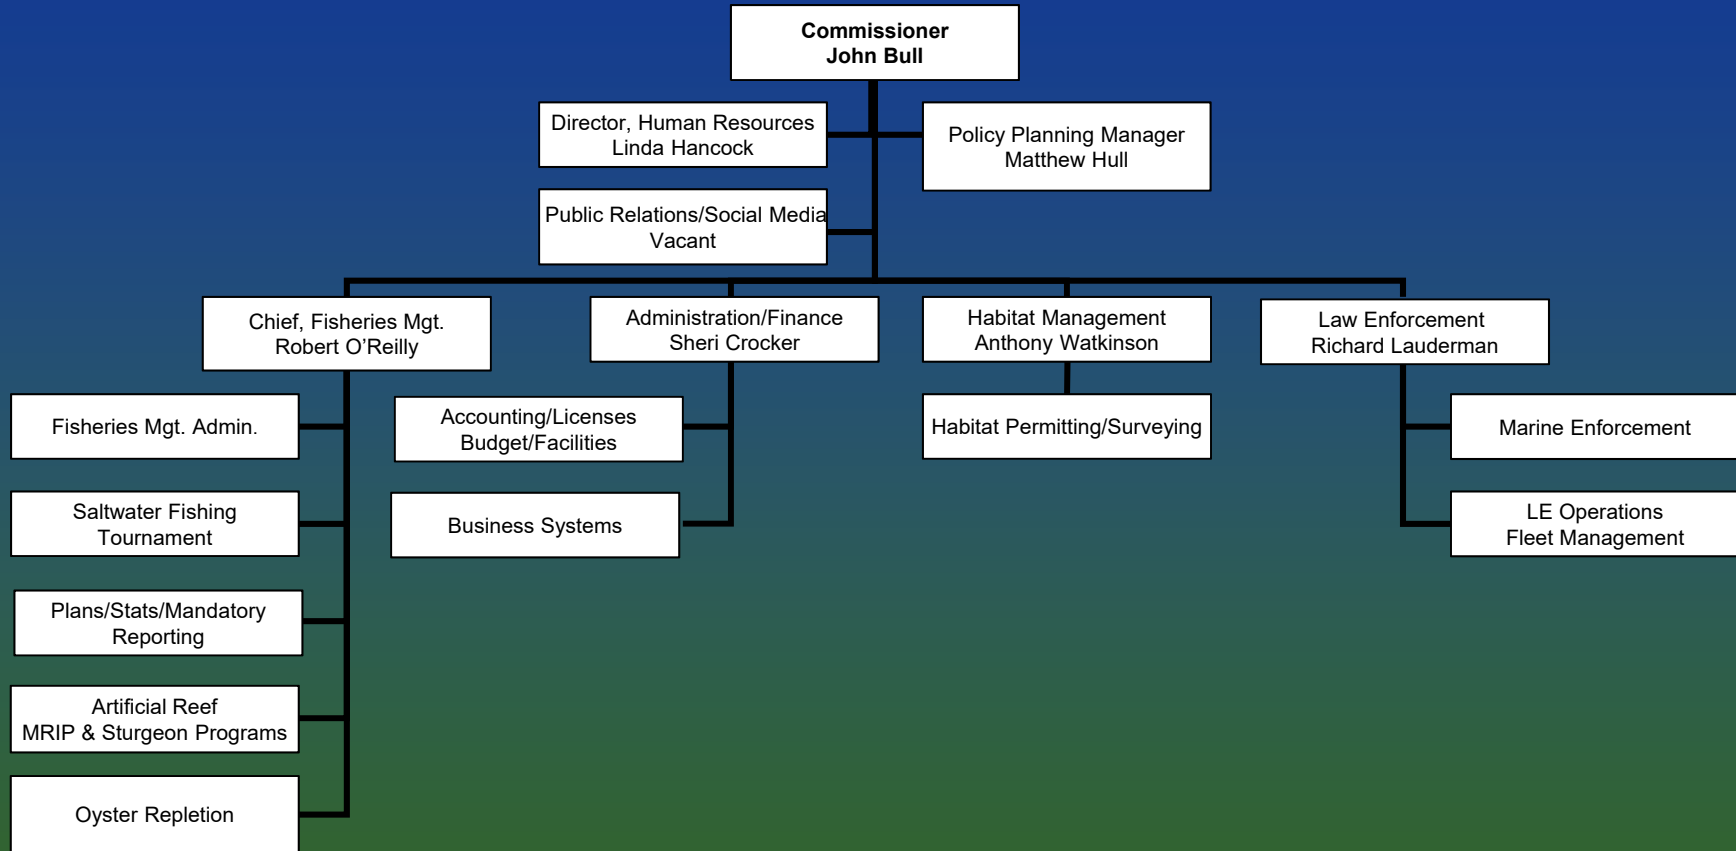 Commissioner
John Bull
Director, Human Resources
Linda Hancock
Policy Planning Manager
Matthew Hull
Public Relations/Social Media
Vacant
Chief, Fisheries Mgt.
Robert O'Reilly
Administration/Finance
Sheri Crocker
Habitat Management
Anthony Watkinson
Law Enforcement
Richard Lauderman
Fisheries Mgt. Admin.
Saltwater Fishing
Tournament
Plans/Stats/Mandatory
Reporting
Artificial Reef
MRIP & Sturgeon Programs
Oyster Repletion
Accounting/Licenses
Budget/Facilities
Business Systems
Habitat Permitting/Surveying
Marine Enforcement
LE Operations
Fleet Management